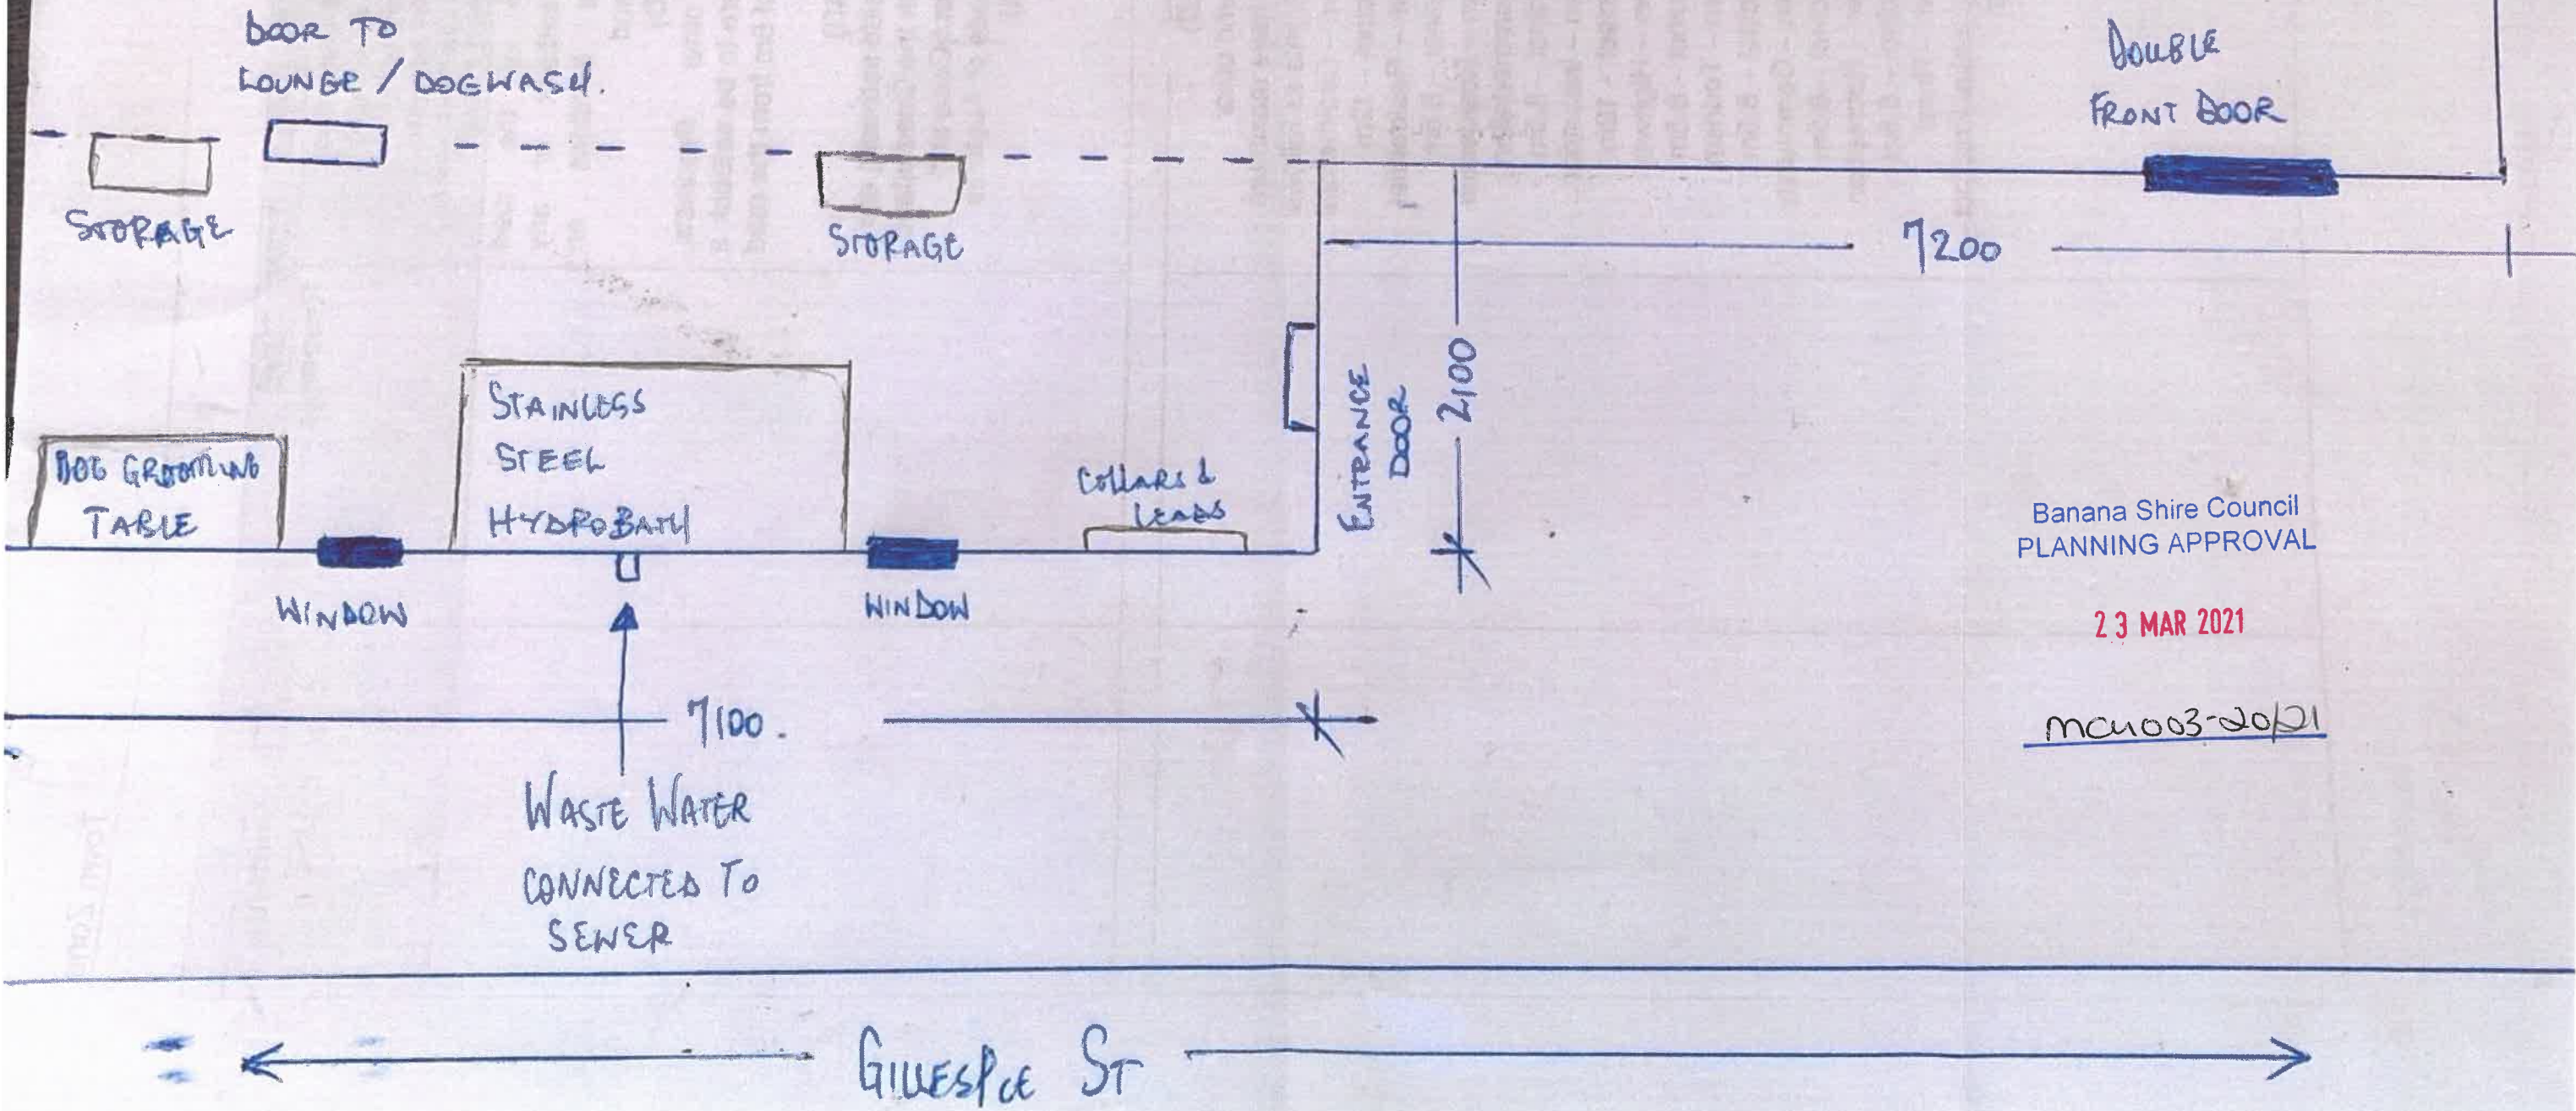 DOOR TO
LOUNGE / DOGWASH.
DOUBLE
FRONT DOOR
STORAGE
STORAGE
7200
2,100
ENTRANCE
DOOR
STAINLESS
STEEL
HYDROBATH
DOG GROOMING
TABLE
COLLARS &
LEADS
WINDOW
WINDOW
Banana Shire Council
PLANNING APPROVAL
23 MAR 2021
MCU003-20/21
7100.
WASTE WATER
CONNECTED TO
SEWER
GILLESPIE ST